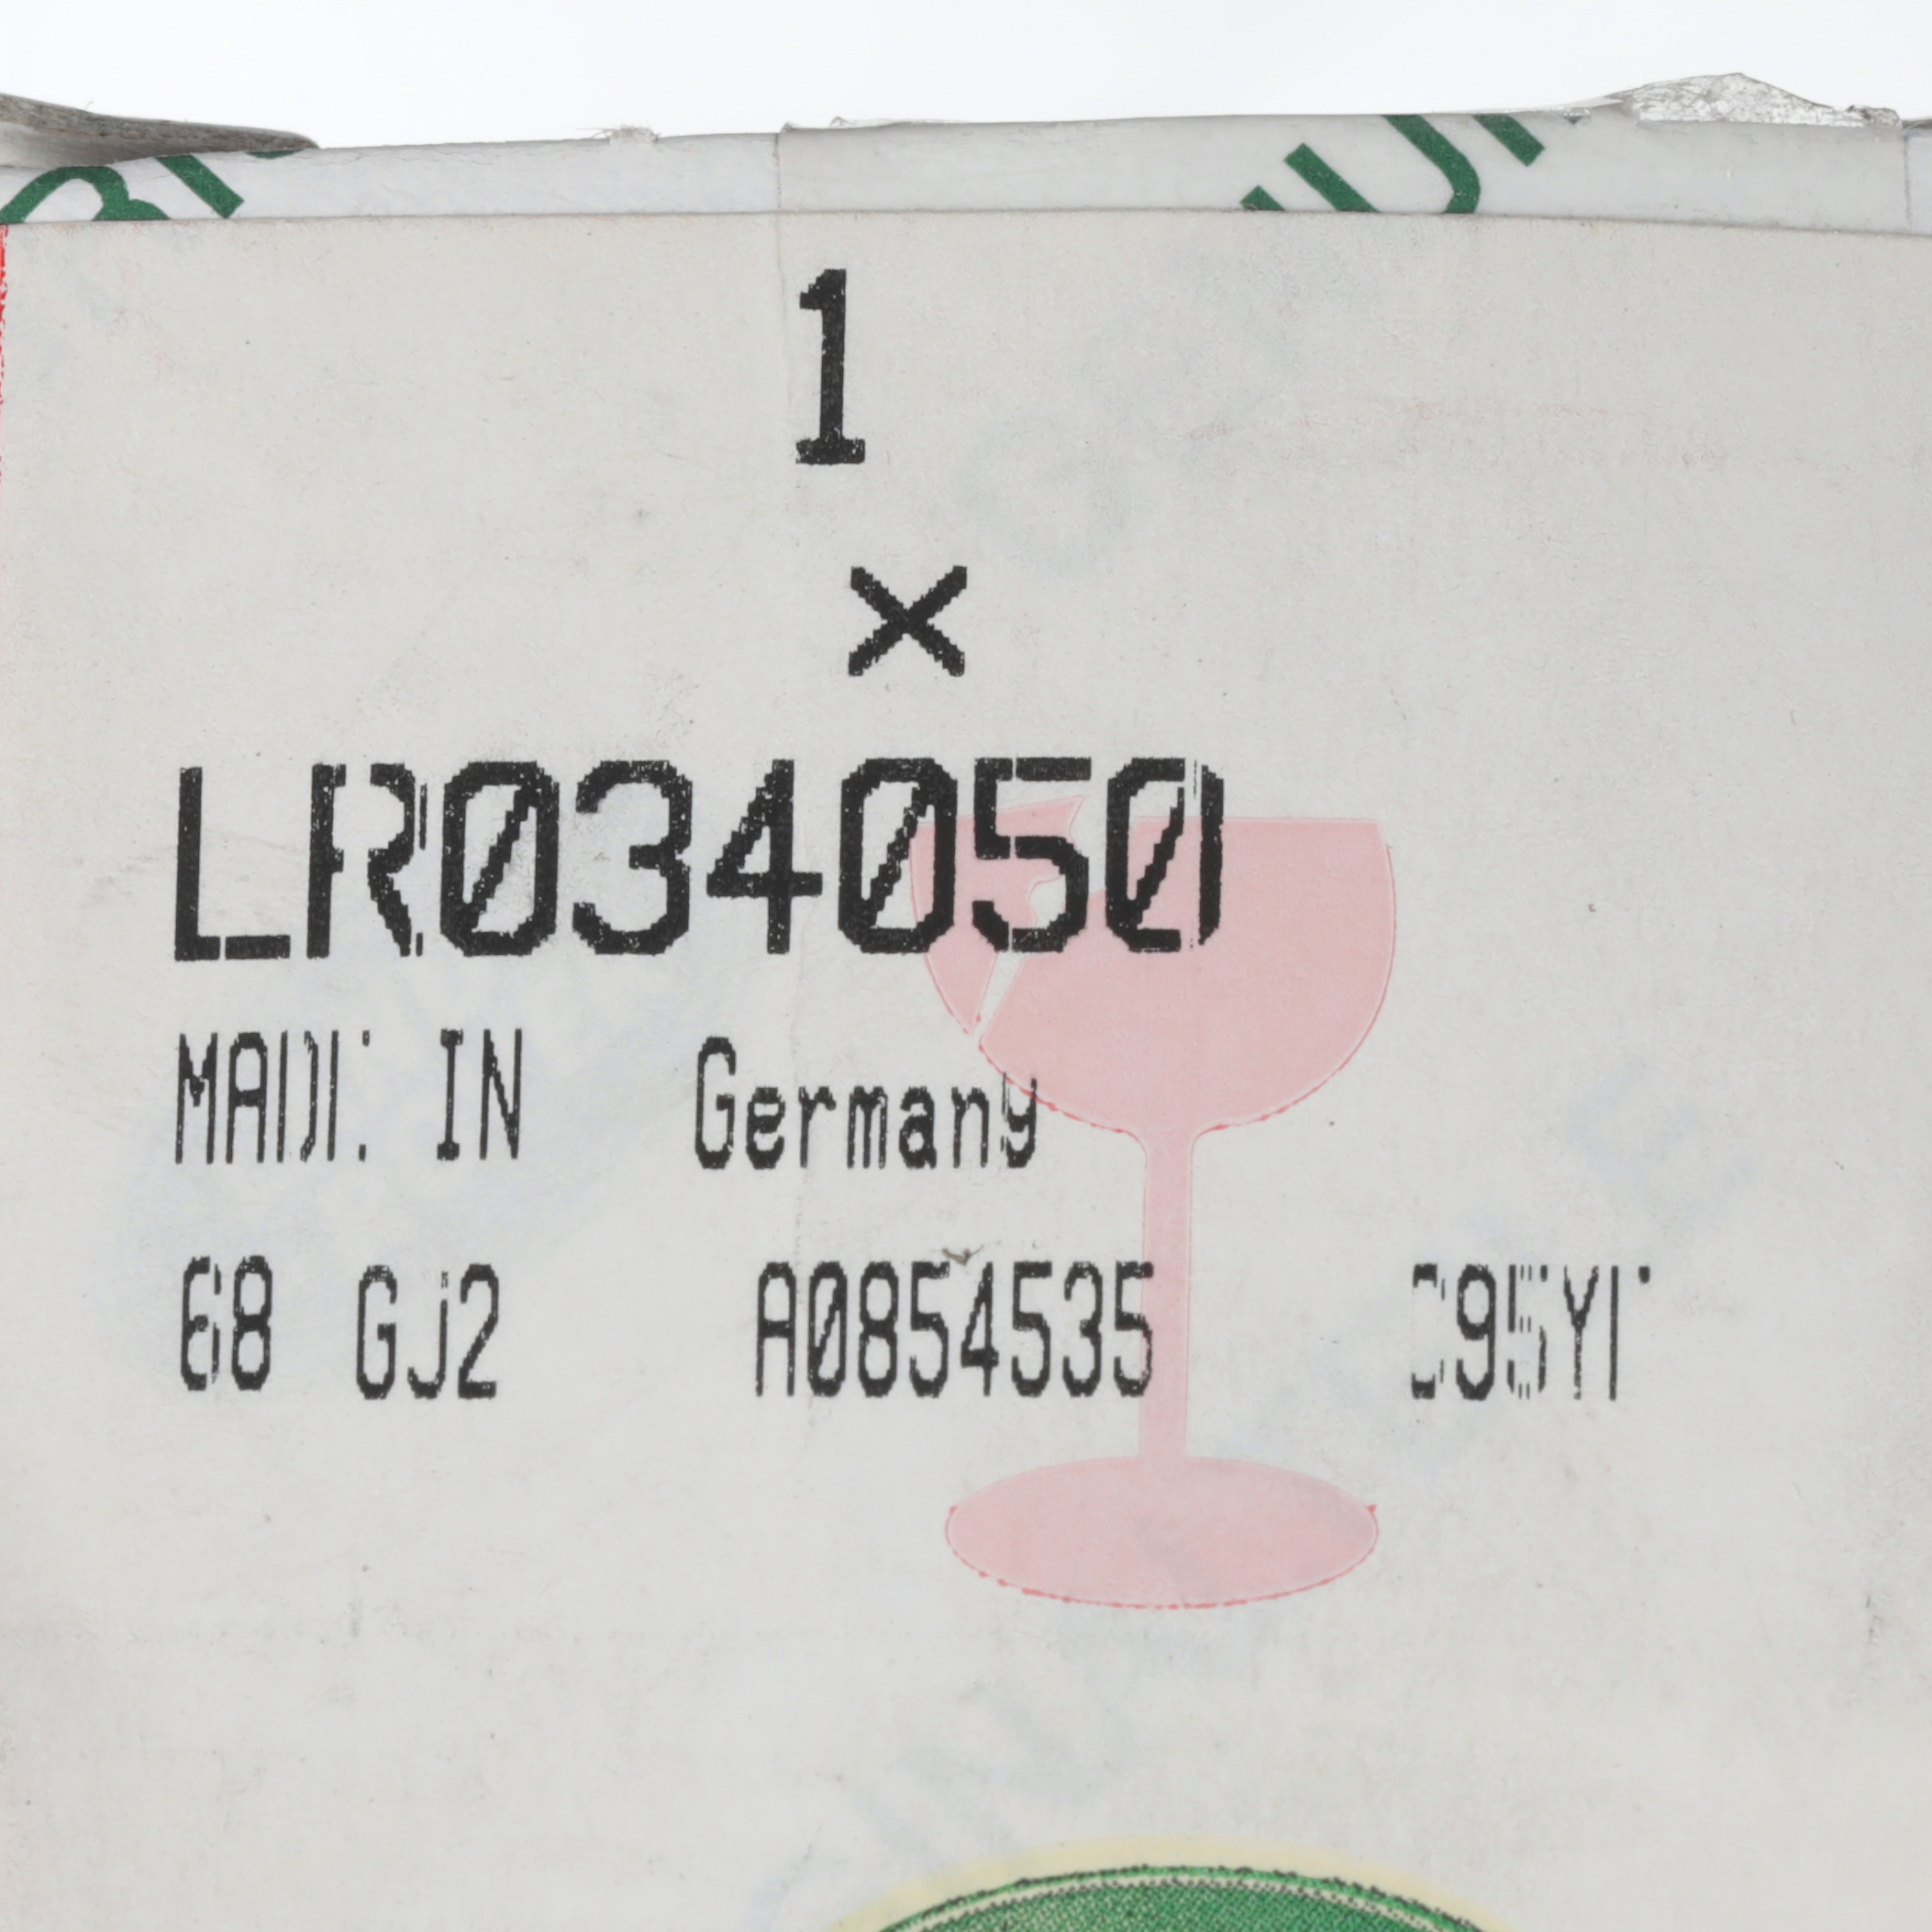 1
×
LR034050
MADE IN Germany
68 GJ2 A0854535